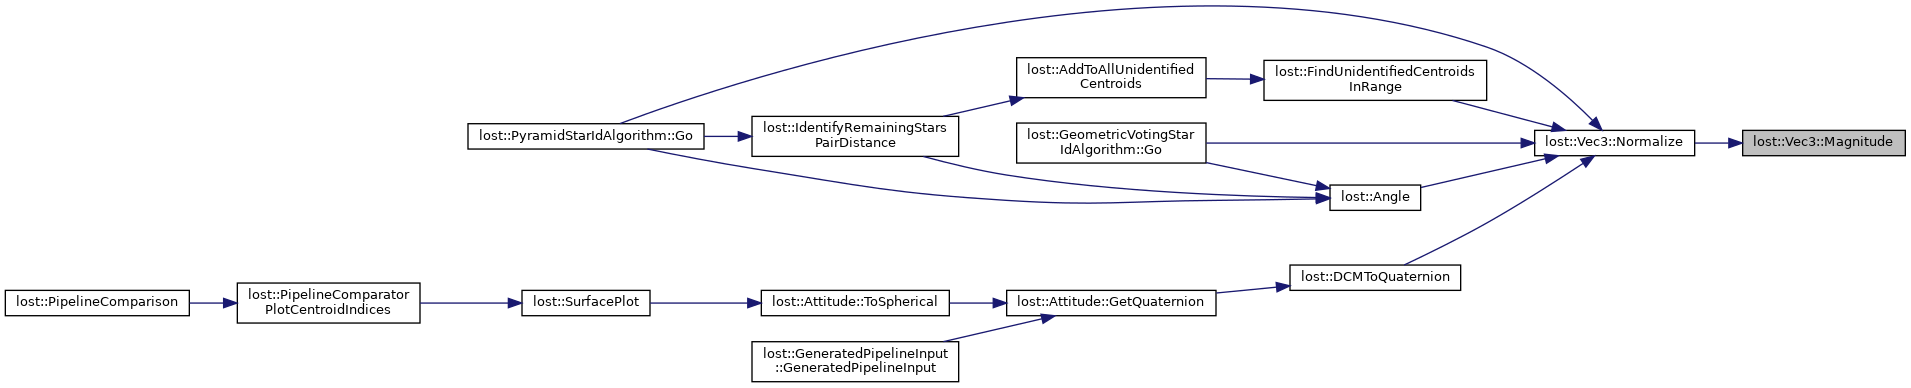 lost::AddToAllUnidentified
Centroids
lost::FindUnidentifiedCentroids
InRange
lost::PyramidStarIdAlgorithm::Go
lost::IdentifyRemainingStars
PairDistance
lost::GeometricVotingStar
IdAlgorithm::Go
lost::Vec3::Normalize
lost::Vec3::Magnitude
lost::Angle
lost::DCMToQuaternion
lost::PipelineComparison
lost::PipelineComparator
PlotCentroidIndices
lost::SurfacePlot
lost::Attitude::ToSpherical
lost::Attitude::GetQuaternion
lost::GeneratedPipelineInput
::GeneratedPipelineInput